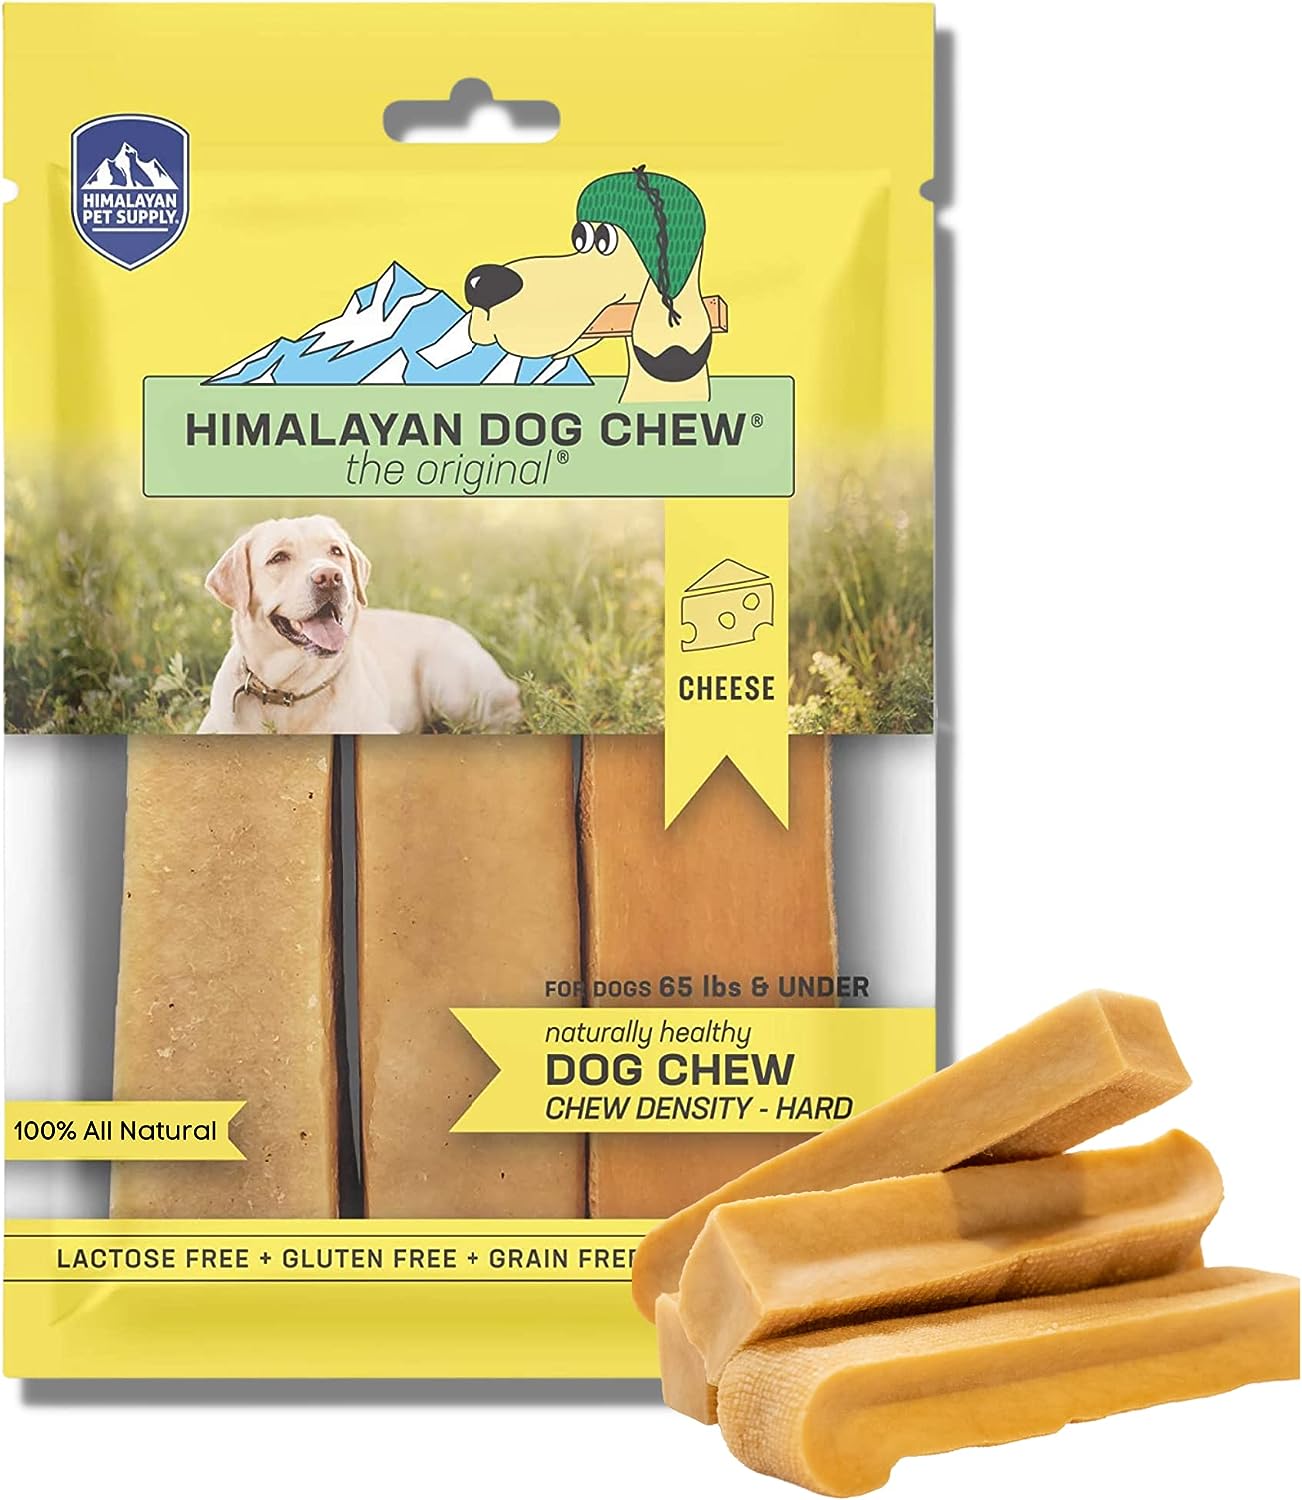 HIMALAYAN
PET SUPPLY®
HIMALAYAN DOG CHEW®
the original®
CHEESE
FOR DOGS 65 lbs & UNDER
naturally healthy
DOG CHEW
CHEW DENSITY - HARD
100% All Natural
LACTOSE FREE + GLUTEN FREE + GRAIN FREE